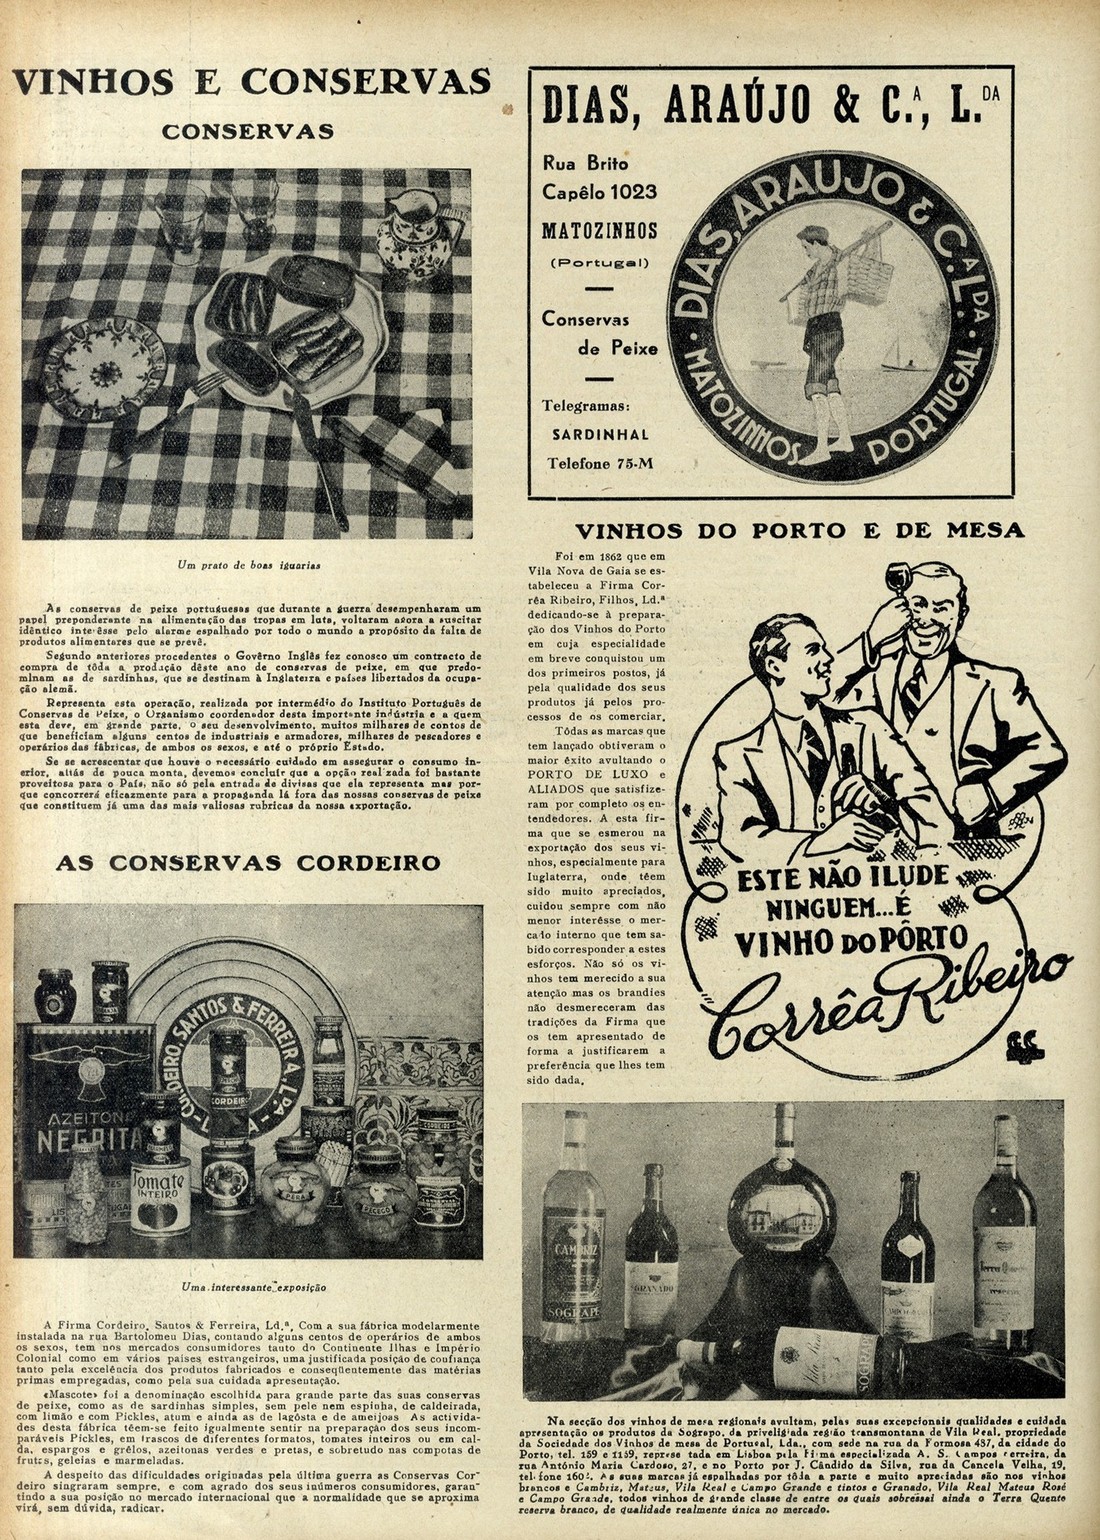 VINHOS E CONSERVAS
CONSERVAS
Um prato de boas iguarias
As conservas de peixe portuguesas que durante a guerra desempenharam um
papel preponderante na alimentação das tropas em luta, voltaram agora a suscitar
idêntico interêsse pelo alarme espalhado por todo o mundo a propósito da falta de
produtos alimentares que se prevê.
Segundo anteriores procedentes o Govêrno Inglês fez conosco um contracto de
compra de tôda a produção dêste ano de conservas de peixe, em que predo-
minam as de sardinhas, que se destinam à Inglaterra e países libertados da ocupa-
ção alemã.
Representa esta operação, realizada por intermédio do Instituto Português de
Conservas de Peixe, o Organismo coordenador desta importante indústria e a quem
esta deve, em grande parte, o seu desenvolvimento, muitos milhares de contos de
que beneficiam alguns centos de industriais e armadores, milhares de pescadores e
operários das fábricas, de ambos os sexos, e até o próprio Estado.
Se se acrescentar que houve o necessário cuidado em assegurar o consumo in-
erior, aliás de pouca monta, devemos concluir que a opção realizada foi bastante
proveitosa para o País, não só pela entrada de divisas que ela representa mas por-
que concorrerá eficazmente para a propaganda lá fora das nossas conservas de peixe
que constituem já uma das mais valiosas rubricas da nossa exportação.
AS CONSERVAS CORDEIRO
CORDEIRO, SANTOS & FERREIRA, L.DA
AZEITONA
NEGRITA
Tomate
INTEIRO
CORDEIRO
PERA
PECEGO
Uma interessante exposição
A Firma Cordeiro, Santos & Ferreira, Ld.ª, Com a sua fábrica modelarmente
instalada na rua Bartolomeu Dias, contando alguns centos de operários de ambos
os sexos, tem nos mercados consumidores tauto do Continente Ilhas e Império
Colonial como em vários países estrangeiros, uma justificada posição de confiança
tanto pela excelência dos produtos fabricados e conseqüentemente das matérias
primas empregadas, como pela sua cuidada apresentação.
«Mascote» foi a denominação escolhida para grande parte das suas conservas
de peixe, como as de sardinhas simples, sem pele nem espinha, de caldeirada,
com limão e com Pickles, atum e ainda as de lagôsta e de ameijoas As activida-
des desta fábrica têem-se feito igualmente sentir na preparação dos seus incom-
paráveis Pickles, em frascos de diferentes formatos, tomates inteiros ou em cal-
da, espargos e grêlos, azeitonas verdes e pretas, e sobretudo nas compotas de
frutas, geleias e marmeladas.
A despeito das dificuldades originadas pela última guerra as Conservas Cor-
deiro singraram sempre, e com agrado dos seus inúmeros consumidores, garan-
tindo a sua posição no mercado internacional que a normalidade que se aproxima
virá, sem dúvida, radicar.
DIAS, ARAÚJO & C.A, L.DA
Rua Brito
Capêlo 1023
MATOZINHOS
(Portugal)
Conservas
de Peixe
Telegramas:
SARDINHAL
Telefone 75-M
DIAS, ARAUJO & C.A L.DA
MATOZINHOS PORTUGAL
VINHOS DO PORTO E DE MESA
Foi em 1862 que em
Vila Nova de Gaia se es-
tabeleceu a Firma Cor-
rêa Ribeiro, Filhos, Ld.ª
dedicando-se à prepara-
ção dos Vinhos do Porto
em cuja especialidade
em breve conquistou um
dos primeiros postos, já
pela qualidade dos seus
produtos já pelos pro-
cessos de os comerciar.
Tôdas as marcas que
tem lançado obtiveram o
maior êxito avultando o
PORTO DE LUXO e
ALIADOS que satisfize-
ram por completo os en-
tendedores. A esta fir-
ma que se esmerou na
exportação dos seus vi-
nhos, especialmente para
Iuglaterra, onde têem
sido muito apreciados,
cuidou sempre com não
menor interêsse o mer-
cado interno que tem sa-
bido corresponder a estes
esforços. Não só os vi-
nhos tem merecido a sua
atenção mas os brandies
não desmereceram das
tradições da Firma que
os tem apresentado de
forma a justificarem a
preferência que lhes tem
sido dada.
ESTE NÃO ILUDE
NINGUEM...É
VINHO DO PÔRTO
Corrêa Ribeiro
CAMBRIZ
SOGRAPE
GRANADO
Vila Real
SOGRAPE
Na secção dos vinhos de mesa regionais avultam, pelas suas excepcionais qualidades e cuidada
apresentação os produtos da Sogrepo, da priveligiada região transmontana de Vila Real, propriedade
da Sociedade dos Vinhos de mesa de Portugal, Lda., com sede na rua da Formosa 437, da cidade do
Porto, tel. 159 e 1159, represe tada em Lisboa pela Firma especializada A. S. Campos Ferreira, da
rua António Maria Cardoso, 27, e no Porto por J. Cândido da Silva, rua da Cancela Velha, 19,
telefone 1602. As suas marcas já espalhadas por tôda a parte e muito apreciadas são nos vinhos
brancos e Cambriz, Mateus, Vila Real e Campo Grande e tintos e Granado, Vila Real Mateus Rosé
e Campo Grande, todos vinhos de grande classe de entre os quais sobressai ainda o Terra Quente
reserva branco, de qualidade realmente única no mercado.